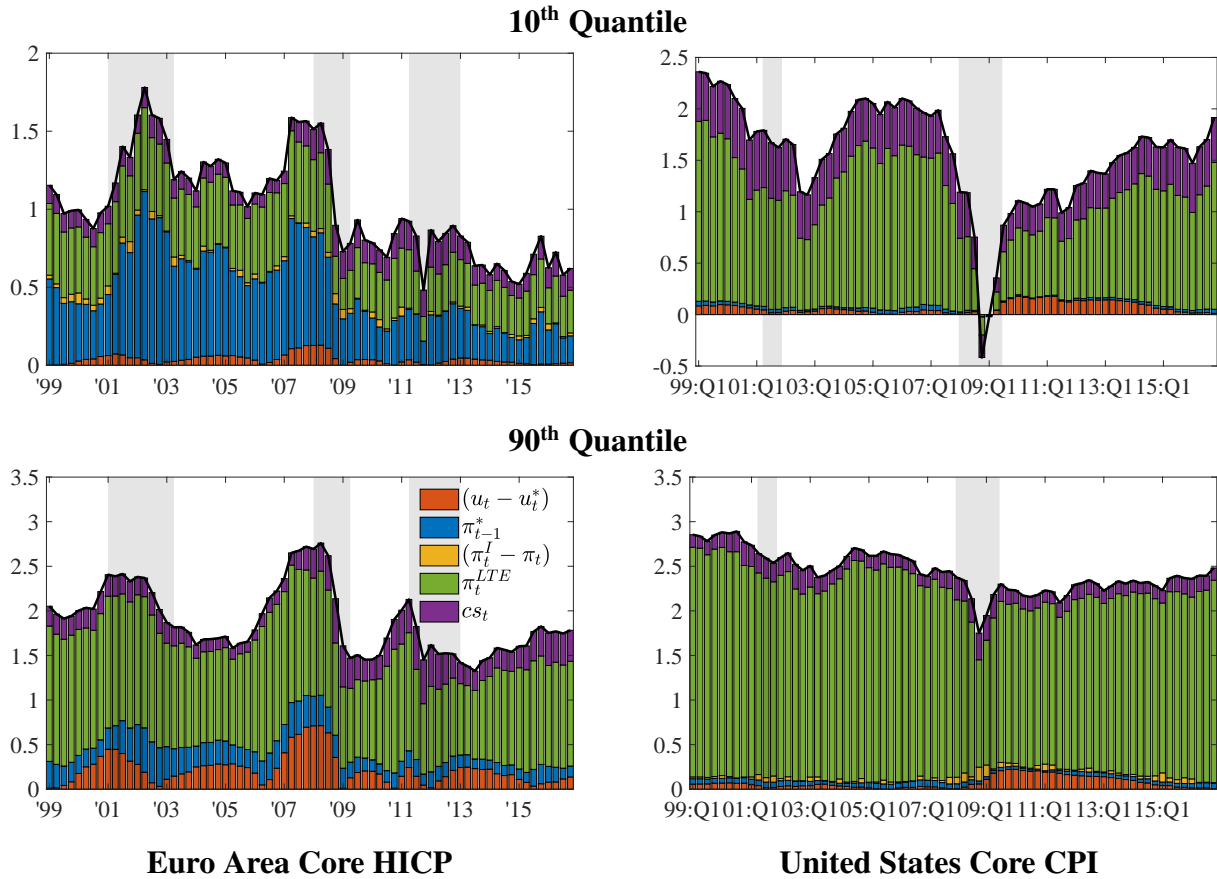 10th Quantile
2
1.5
1
0.5
0
'99 '01 '03 '05 '07 '09 '11 '13 '15
2.5
2
1.5
1
0.5
0
-0.5
99:Q101:Q103:Q105:Q107:Q109:Q111:Q113:Q115:Q1
90th Quantile
3.5
3
2.5
2
1.5
1
0.5
0
'99 '01 '03 '05 '07 '09 '11 '13 '15
(u_t − u_t^*)
π_{t−1}^*
(π_t^I − π_t)
π_t^{LTE}
cs_t
3.5
3
2.5
2
1.5
1
0.5
0
99:Q101:Q103:Q105:Q107:Q109:Q111:Q113:Q115:Q1
Euro Area Core HICP
United States Core CPI